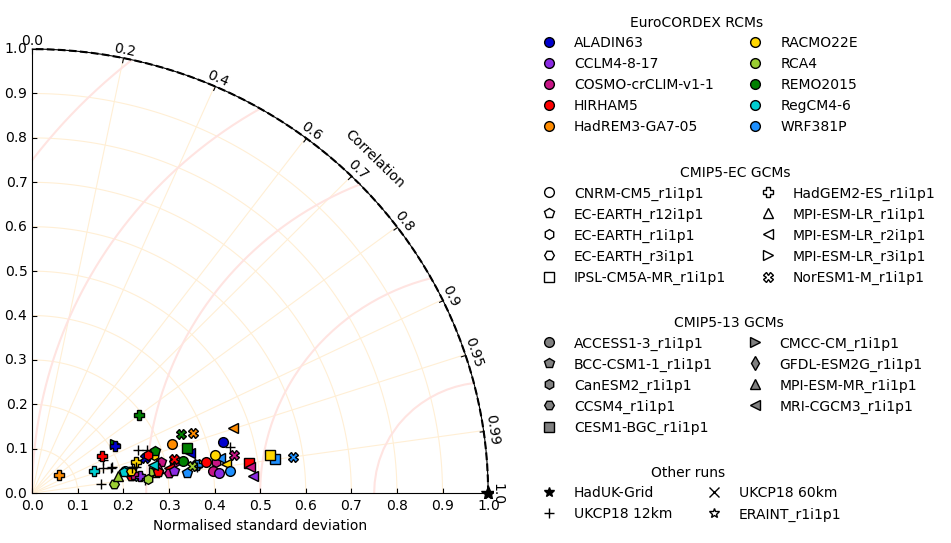 0.0
0.2
0.4
0.6
0.7
0.8
0.9
0.95
0.99
1.0
Correlation
1.0
0.9
0.8
0.7
0.6
0.5
0.4
0.3
0.2
0.1
0.0
0.0 0.1 0.2 0.3 0.4 0.5 0.6 0.7 0.8 0.9 1.0
Normalised standard deviation
EuroCORDEX RCMs
ALADIN63 RACMO22E
CCLM4-8-17 RCA4
COSMO-crCLIM-v1-1 REMO2015
HIRHAM5 RegCM4-6
HadREM3-GA7-05 WRF381P
CMIP5-EC GCMs
CNRM-CM5_r1i1p1 HadGEM2-ES_r1i1p1
EC-EARTH_r12i1p1 MPI-ESM-LR_r1i1p1
EC-EARTH_r1i1p1 MPI-ESM-LR_r2i1p1
EC-EARTH_r3i1p1 MPI-ESM-LR_r3i1p1
IPSL-CM5A-MR_r1i1p1 NorESM1-M_r1i1p1
CMIP5-13 GCMs
ACCESS1-3_r1i1p1 CMCC-CM_r1i1p1
BCC-CSM1-1_r1i1p1 GFDL-ESM2G_r1i1p1
CanESM2_r1i1p1 MPI-ESM-MR_r1i1p1
CCSM4_r1i1p1 MRI-CGCM3_r1i1p1
CESM1-BGC_r1i1p1
Other runs
HadUK-Grid UKCP18 60km
UKCP18 12km ERAINT_r1i1p1